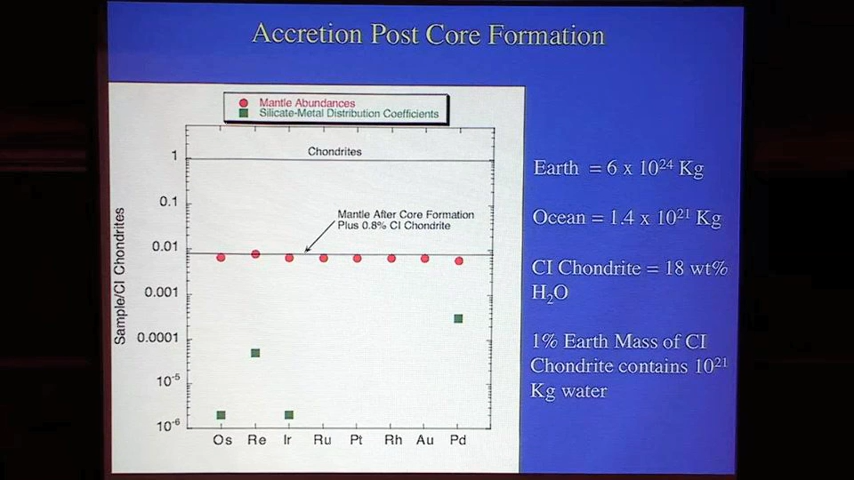 Accretion Post Core Formation
Mantle Abundances
Silicate-Metal Distribution Coefficients
Sample/CI Chondrites
1
0.1
0.01
0.001
0.0001
10⁻⁵
10⁻⁶
Chondrites
Mantle After Core Formation
Plus 0.8% CI Chondrite
Os Re Ir Ru Pt Rh Au Pd
Earth = 6 x 10²⁴ Kg
Ocean = 1.4 x 10²¹ Kg
CI Chondrite = 18 wt%
H₂O
1% Earth Mass of CI
Chondrite contains 10²¹
Kg water